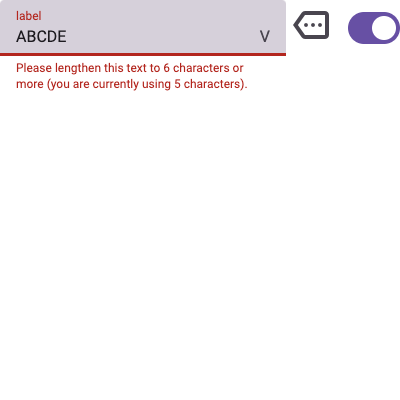 label
ABCDE V
Please lengthen this text to 6 characters or
more (you are currently using 5 characters).